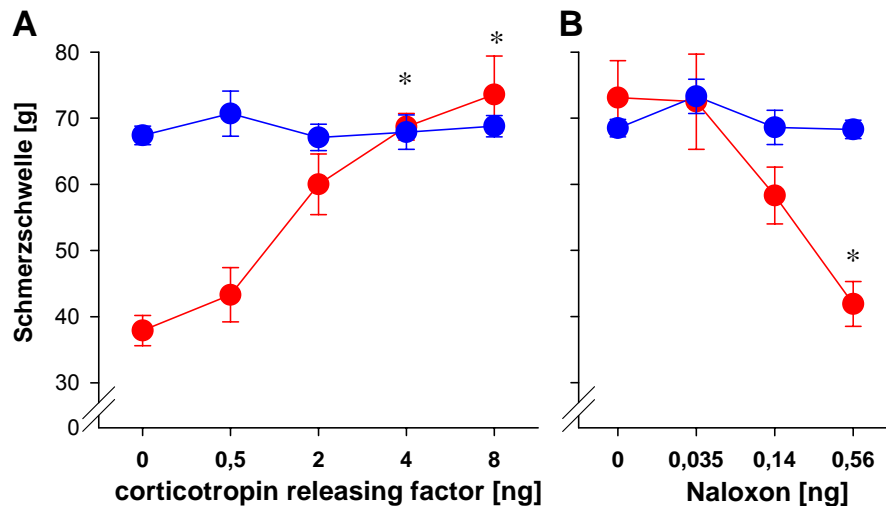 A
B
Schmerzschwelle [g]
80
70
60
50
40
30
0
*
*
*
0 0,5 2 4 8
0 0,035 0,14 0,56
corticotropin releasing factor [ng]
Naloxon [ng]